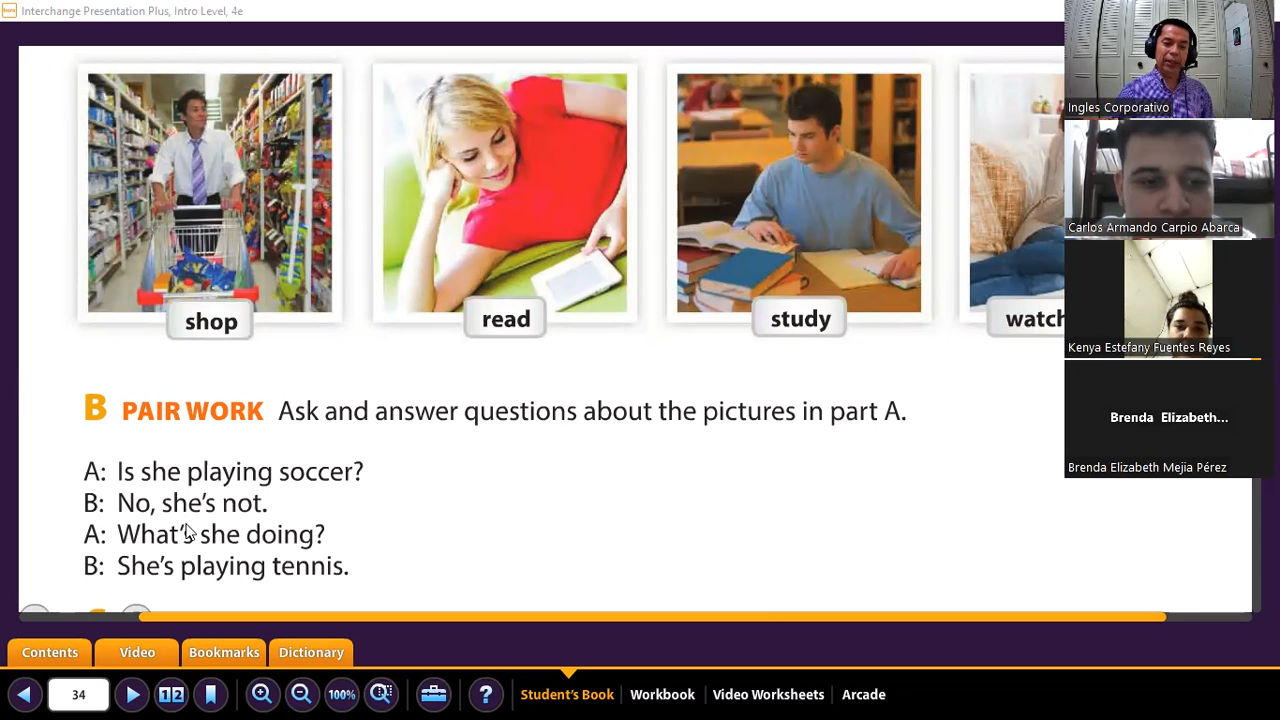 Interchange Presentation Plus, Intro Level, 4e
shop
read
study
watch
B PAIR WORK Ask and answer questions about the pictures in part A.
A: Is she playing soccer?
B: No, she's not.
A: What's she doing?
B: She's playing tennis.
Ingles Corporativo
Carlos Armando Carpio Abarca
Kenya Estefany Fuentes Reyes
Brenda Elizabeth...
Brenda Elizabeth Mejia Pérez
Contents Video Bookmarks Dictionary
34 1 2 100% ? Student's Book Workbook Video Worksheets Arcade